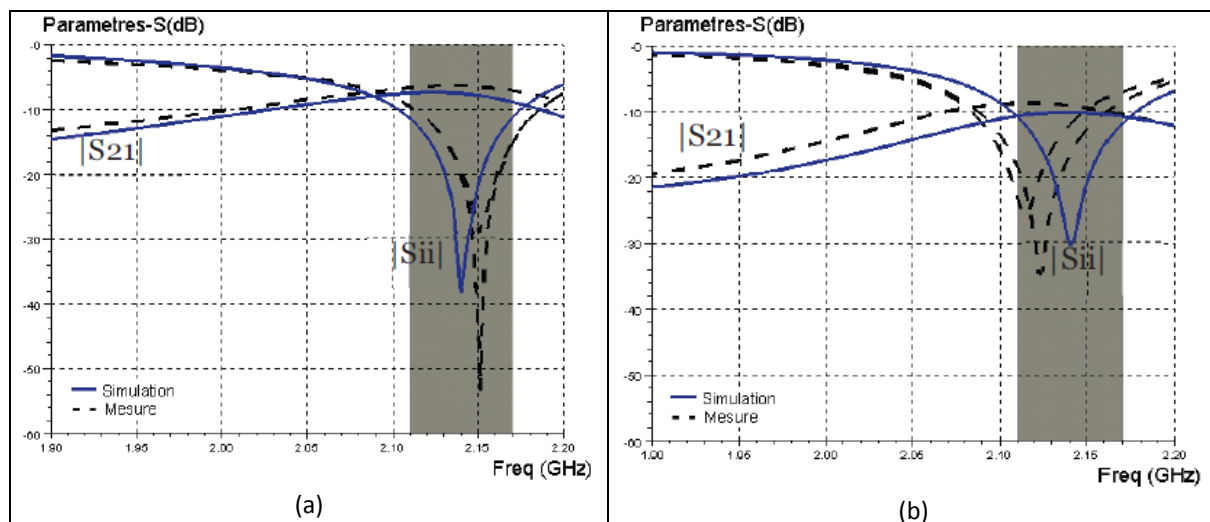 Parametres-S(dB)
-0
-10
-20
-30
-40
-50
-60
|S21|
|Sii|
Simulation
Mesure
1.90
1.95
2.00
2.05
2.10
2.15
2.20
Freq (GHz)
(a)
Parametres-S(dB)
-0
-10
-20
-30
-40
-50
-60
|S21|
|Sii|
Simulation
Mesure
1.90
1.95
2.00
2.05
2.10
2.15
2.20
Freq (GHz)
(b)